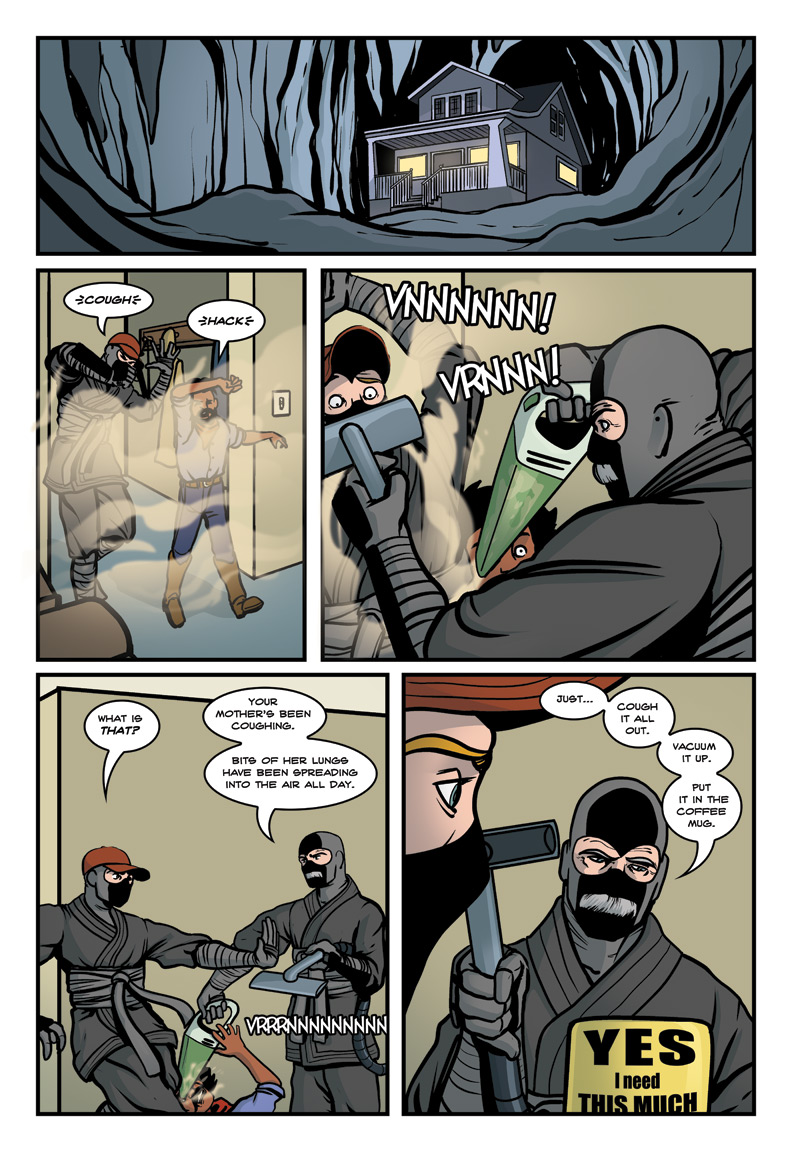 COUGH
HACK
VNNNNNN!
VRNNN!
WHAT IS
THAT?
YOUR
MOTHER'S BEEN
COUGHING.
BITS OF HER LUNGS
HAVE BEEN SPREADING
INTO THE AIR ALL DAY.
VRRRNNNNNNNNNN
JUST...
COUGH
IT ALL
OUT.
VACUUM
IT UP.
PUT
IT IN THE
COFFEE
MUG.
YES
I need
THIS MUCH